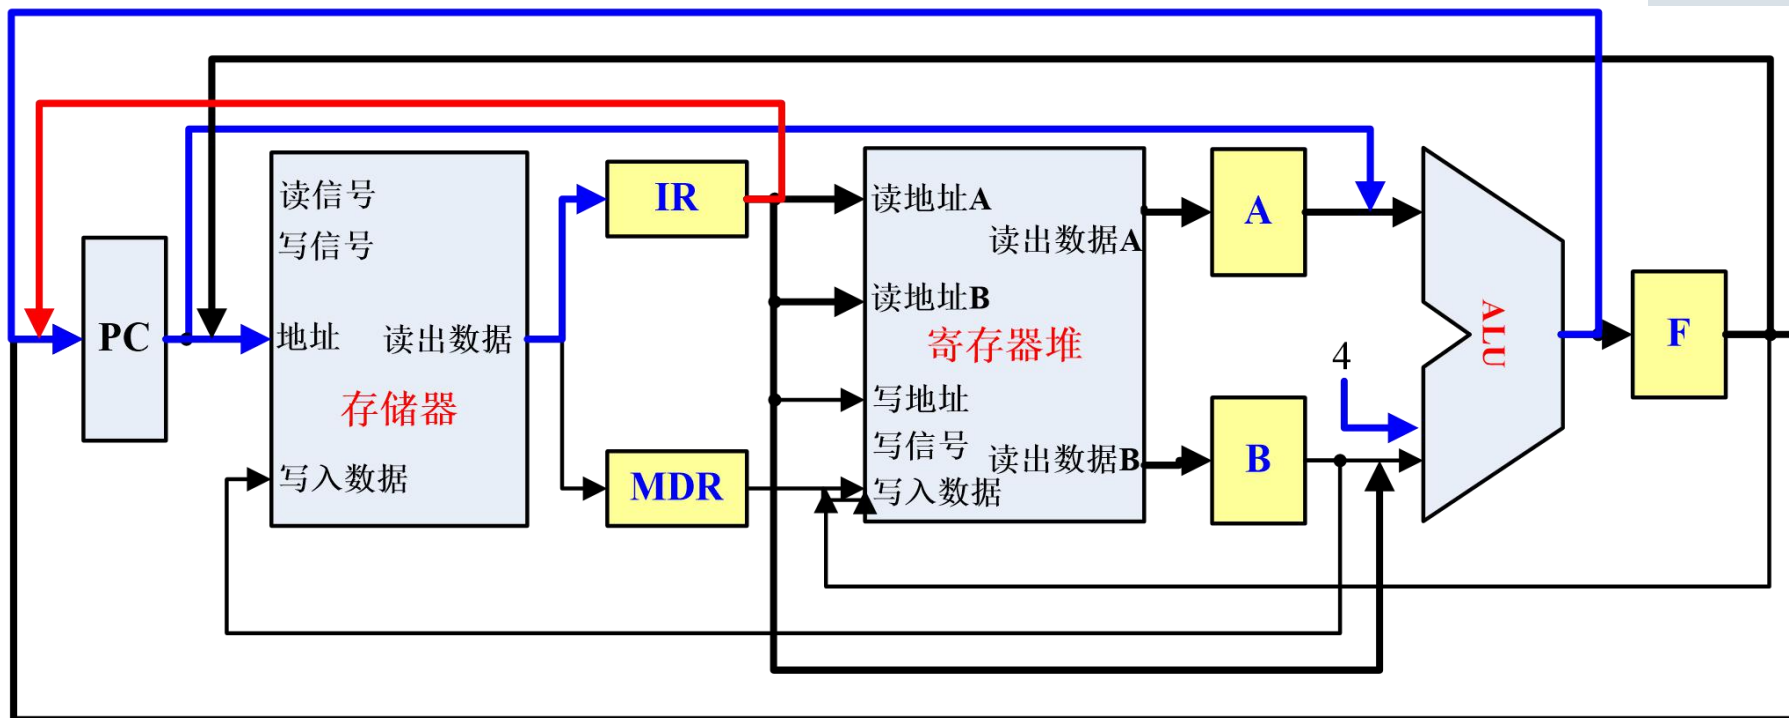 PC
读信号
写信号
地址
读出数据
存储器
写入数据
IR
MDR
读地址A
读出数据A
读地址B
寄存器堆
写地址
写信号
读出数据B
写入数据
A
B
4
ALU
F